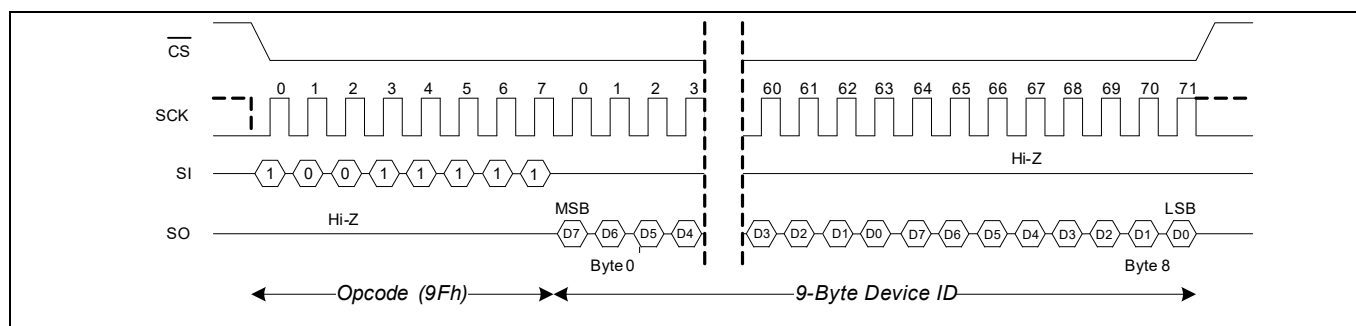 CS
0 1 2 3 4 5 6 7 0 1 2 3 60 61 62 63 64 65 66 67 68 69 70 71
SCK
Hi-Z
SI 1 0 0 1 1 1 1 1
Hi-Z MSB LSB
SO D7 D6 D5 D4 D3 D2 D1 D0 D7 D6 D5 D4 D3 D2 D1 D0
Byte 0 Byte 8
Opcode (9Fh) 9-Byte Device ID